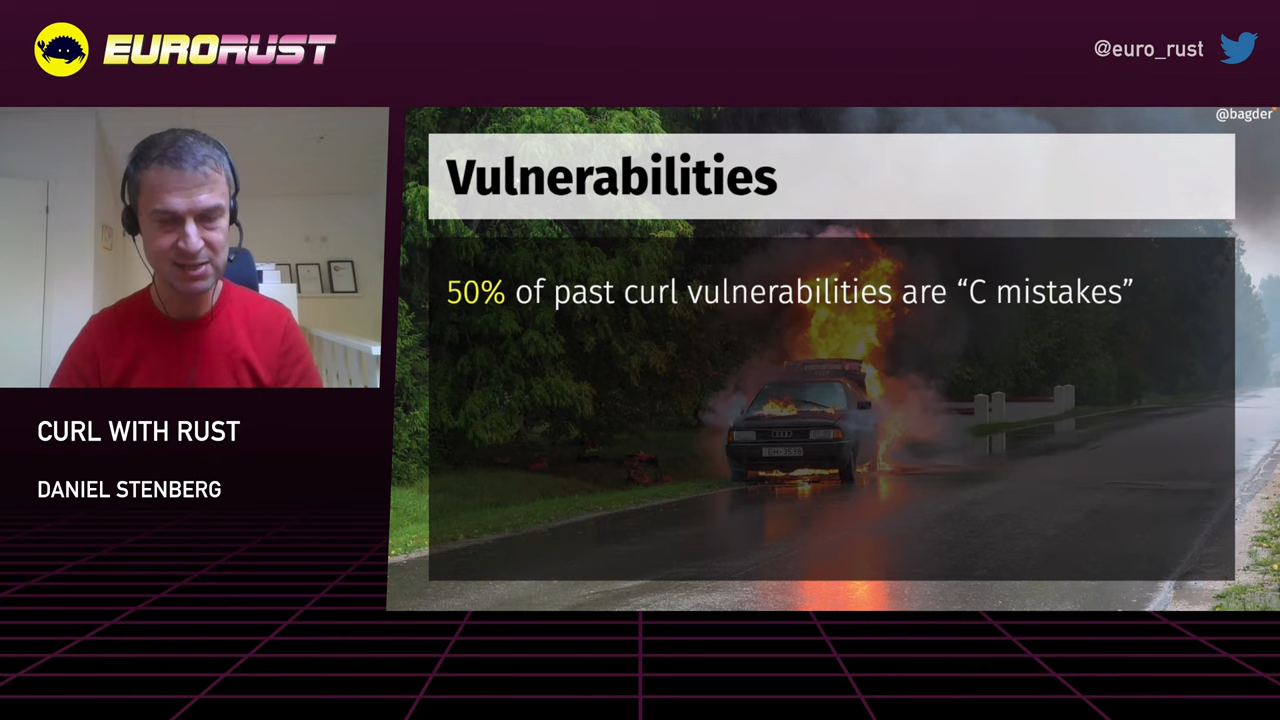 EURORUST
@euro_rust
@bagder
Vulnerabilities
50% of past curl vulnerabilities are “C mistakes”
CURL WITH RUST
DANIEL STENBERG